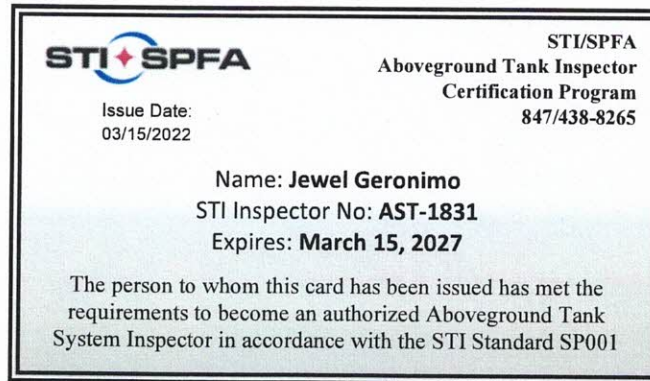 STI SPFA
STI/SPFA
Aboveground Tank Inspector
Certification Program
847/438-8265
Issue Date:
03/15/2022
Name: Jewel Geronimo
STI Inspector No: AST-1831
Expires: March 15, 2027
The person to whom this card has been issued has met the
requirements to become an authorized Aboveground Tank
System Inspector in accordance with the STI Standard SP001